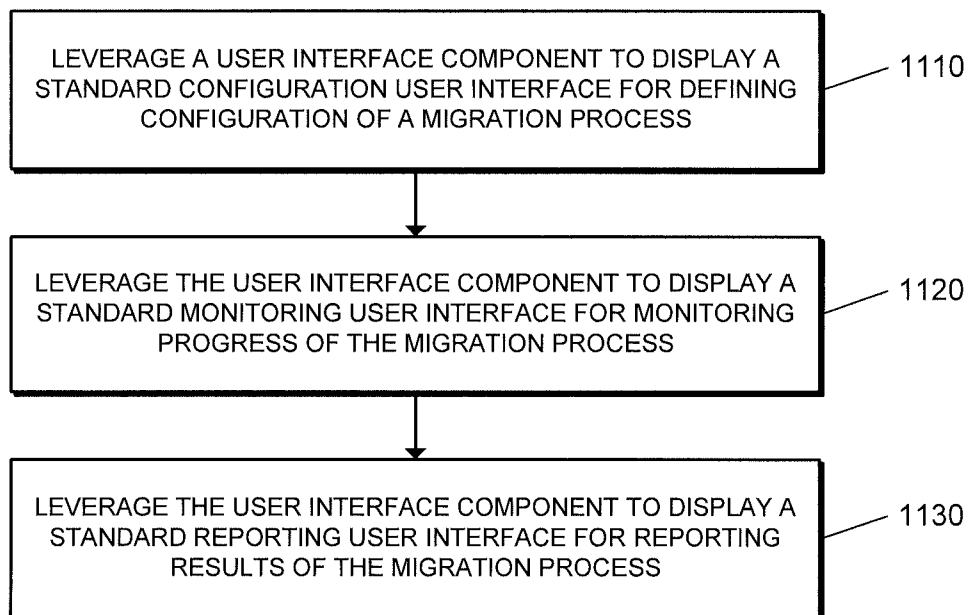 LEVERAGE A USER INTERFACE COMPONENT TO DISPLAY A
STANDARD CONFIGURATION USER INTERFACE FOR DEFINING
CONFIGURATION OF A MIGRATION PROCESS
1110
LEVERAGE THE USER INTERFACE COMPONENT TO DISPLAY A
STANDARD MONITORING USER INTERFACE FOR MONITORING
PROGRESS OF THE MIGRATION PROCESS
1120
LEVERAGE THE USER INTERFACE COMPONENT TO DISPLAY A
STANDARD REPORTING USER INTERFACE FOR REPORTING
RESULTS OF THE MIGRATION PROCESS
1130